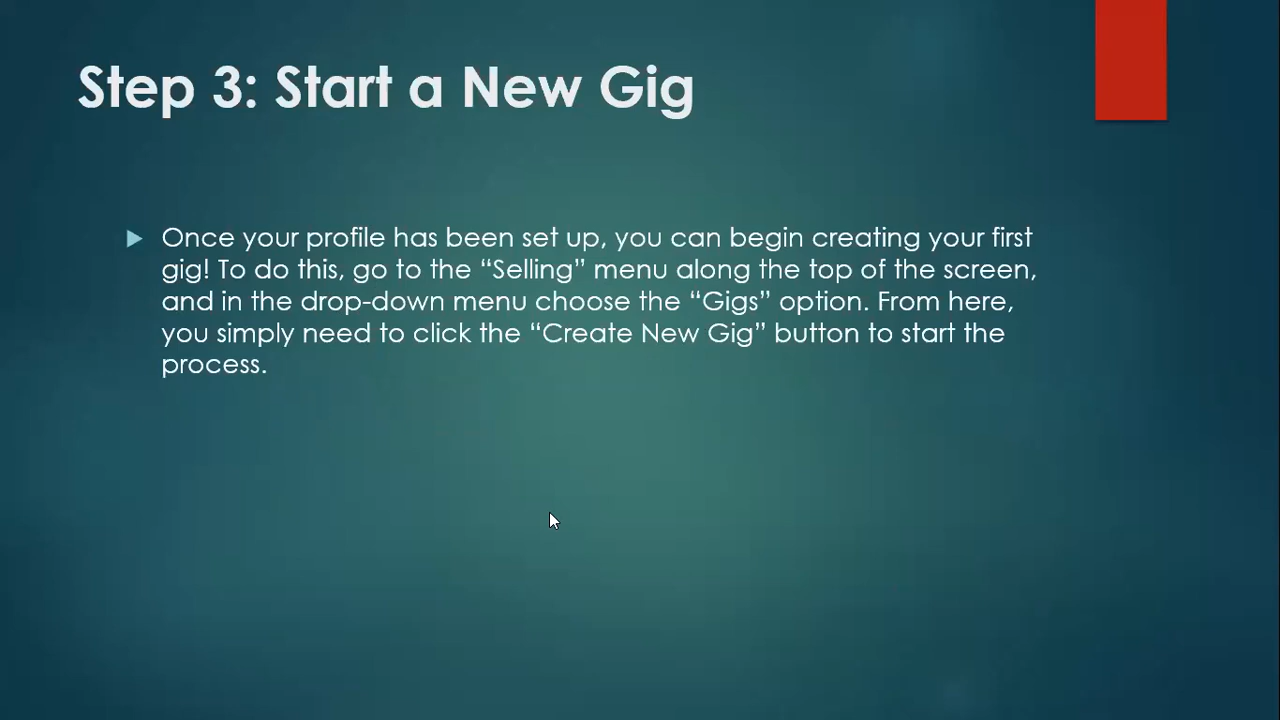 Step 3: Start a New Gig
Once your profile has been set up, you can begin creating your first
gig! To do this, go to the “Selling” menu along the top of the screen,
and in the drop-down menu choose the “Gigs” option. From here,
you simply need to click the “Create New Gig” button to start the
process.